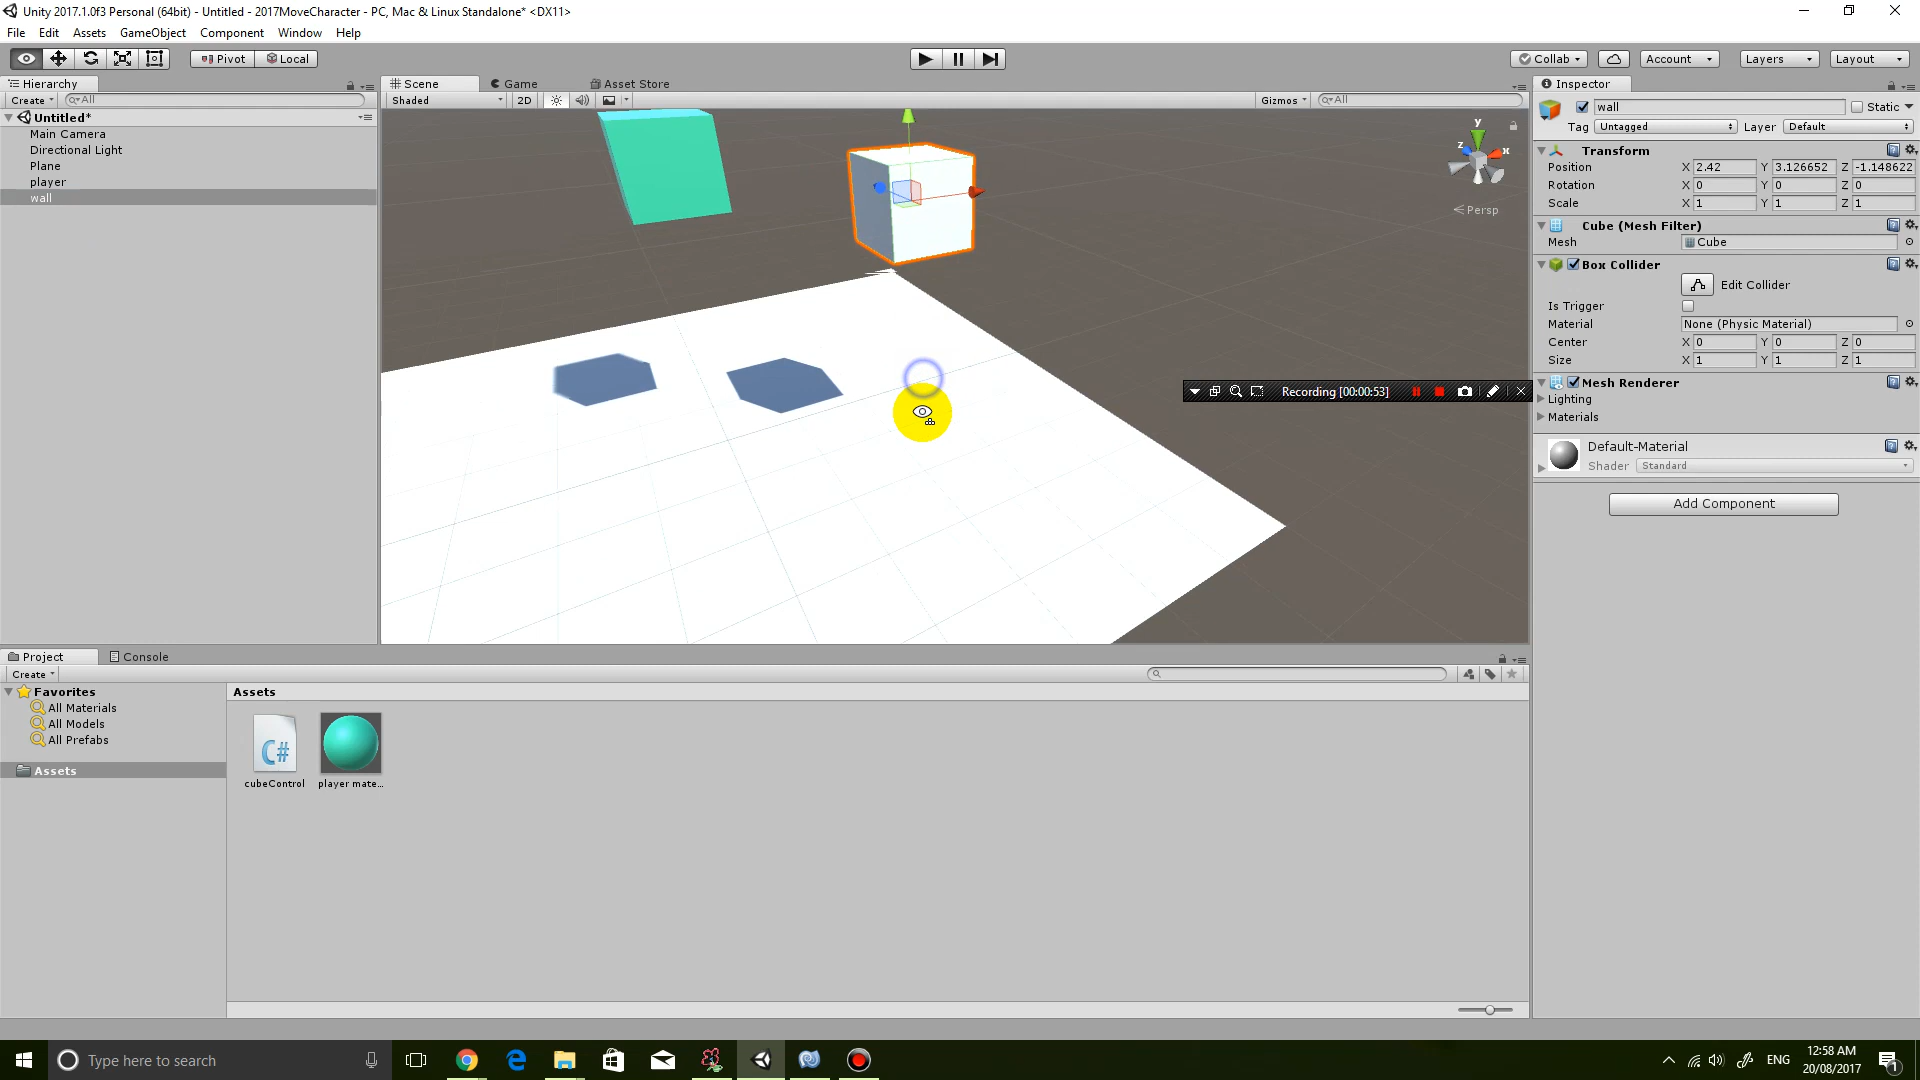 Unity 2017.1.0f3 Personal (64bit) - Untitled - 2017MoveCharacter - PC, Mac & Linux Standalone* <DX11>
File Edit Assets GameObject Component Window Help
Pivot Local Collab Account Layers Layout
Hierarchy Scene Game Asset Store Inspector
Create All Shaded 2D Gizmos All
wall Static
Tag Untagged Layer Default
Untitled*
Main Camera
Directional Light
Plane
player
wall
y
z x
Persp
Transform
Position X 2.42 Y 3.126652 Z -1.148622
Rotation X 0 Y 0 Z 0
Scale X 1 Y 1 Z 1
Cube (Mesh Filter)
Mesh Cube
Box Collider
Edit Collider
Is Trigger
Material None (Physic Material)
Center X 0 Y 0 Z 0
Size X 1 Y 1 Z 1
Recording [00:00:53]
Mesh Renderer
Lighting
Materials
Default-Material
Shader Standard
Add Component
Project Console
Create
Favorites
All Materials
All Models
All Prefabs
Assets
Assets
C#
cubeControl player mate...
Type here to search
ENG
12:58 AM
20/08/2017
1